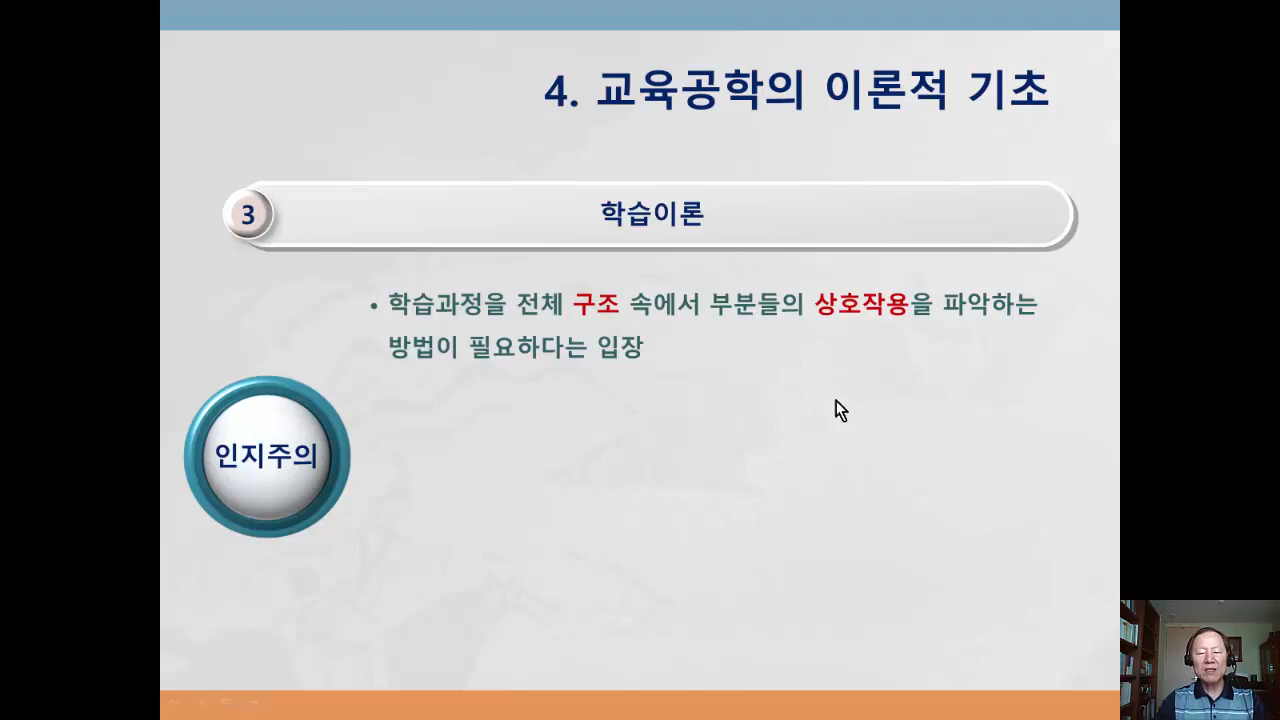 4. 교육공학의 이론적 기초
3 학습이론
• 학습과정을 전체 구조 속에서 부분들의 상호작용을 파악하는
방법이 필요하다는 입장
인지주의